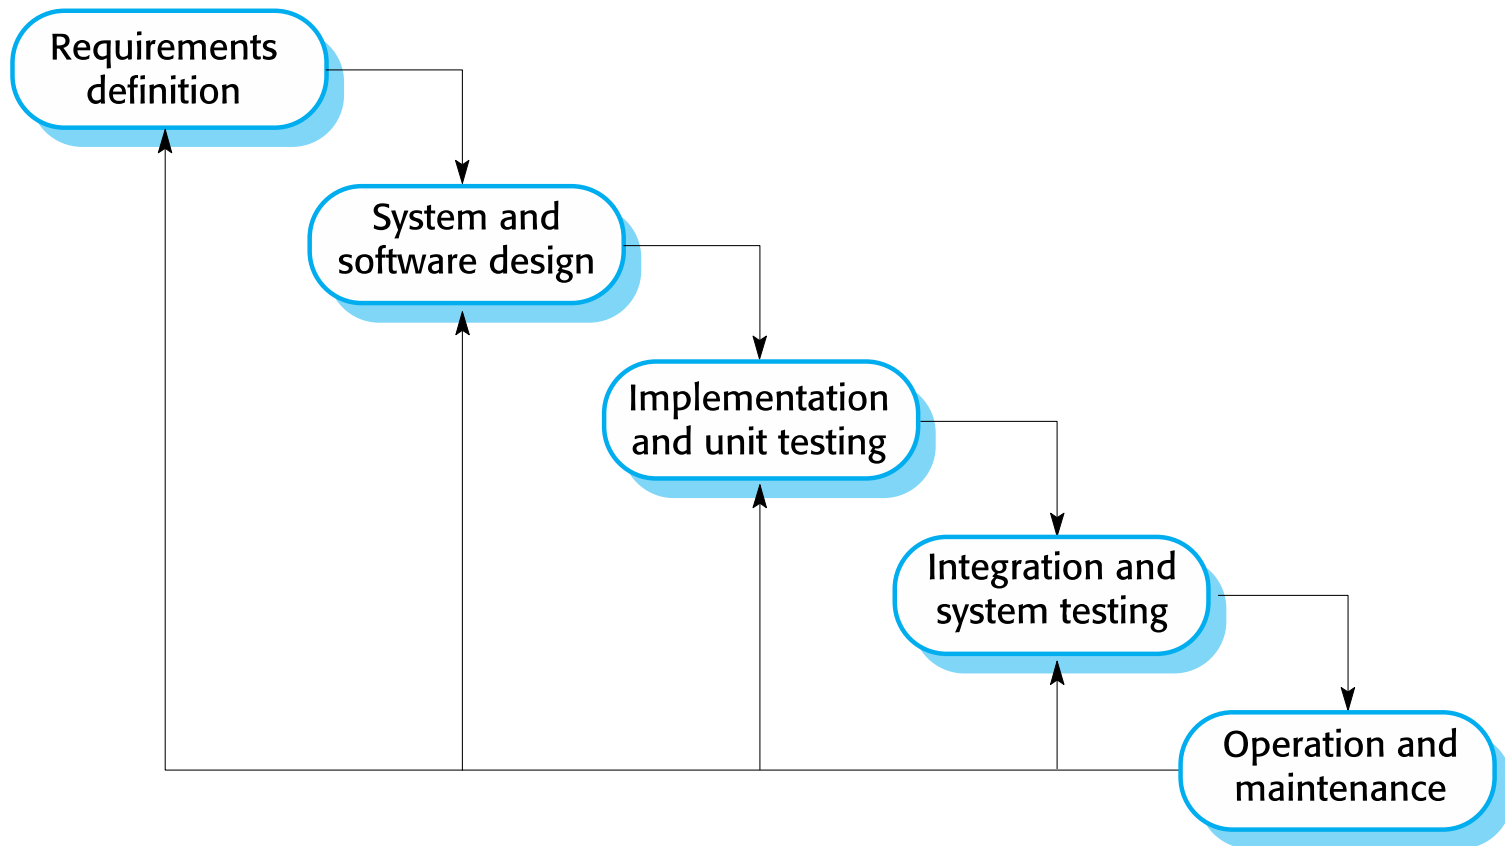 Requirements
definition
System and
software design
Implementation
and unit testing
Integration and
system testing
Operation and
maintenance